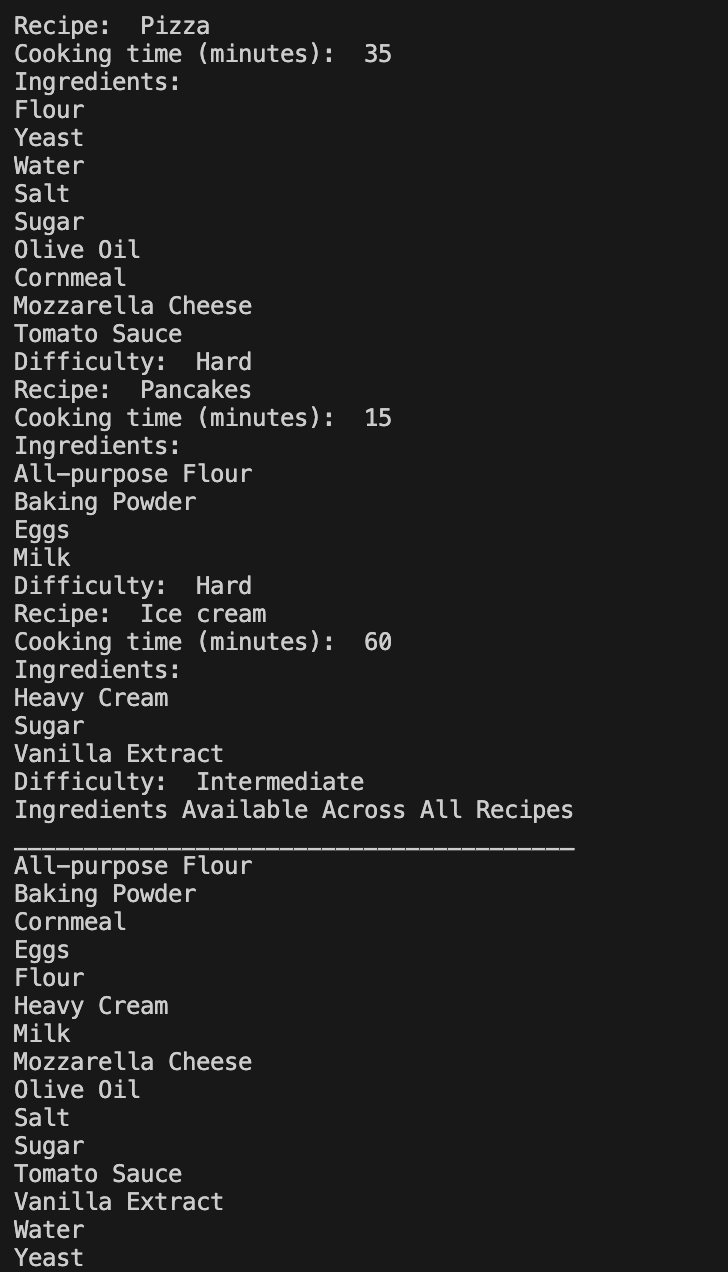 Recipe:  Pizza
Cooking time (minutes):  35
Ingredients:
Flour
Yeast
Water
Salt
Sugar
Olive Oil
Cornmeal
Mozzarella Cheese
Tomato Sauce
Difficulty:  Hard
Recipe:  Pancakes
Cooking time (minutes):  15
Ingredients:
All-purpose Flour
Baking Powder
Eggs
Milk
Difficulty:  Hard
Recipe:  Ice cream
Cooking time (minutes):  60
Ingredients:
Heavy Cream
Sugar
Vanilla Extract
Difficulty:  Intermediate
Ingredients Available Across All Recipes
________________________________________
All-purpose Flour
Baking Powder
Cornmeal
Eggs
Flour
Heavy Cream
Milk
Mozzarella Cheese
Olive Oil
Salt
Sugar
Tomato Sauce
Vanilla Extract
Water
Yeast